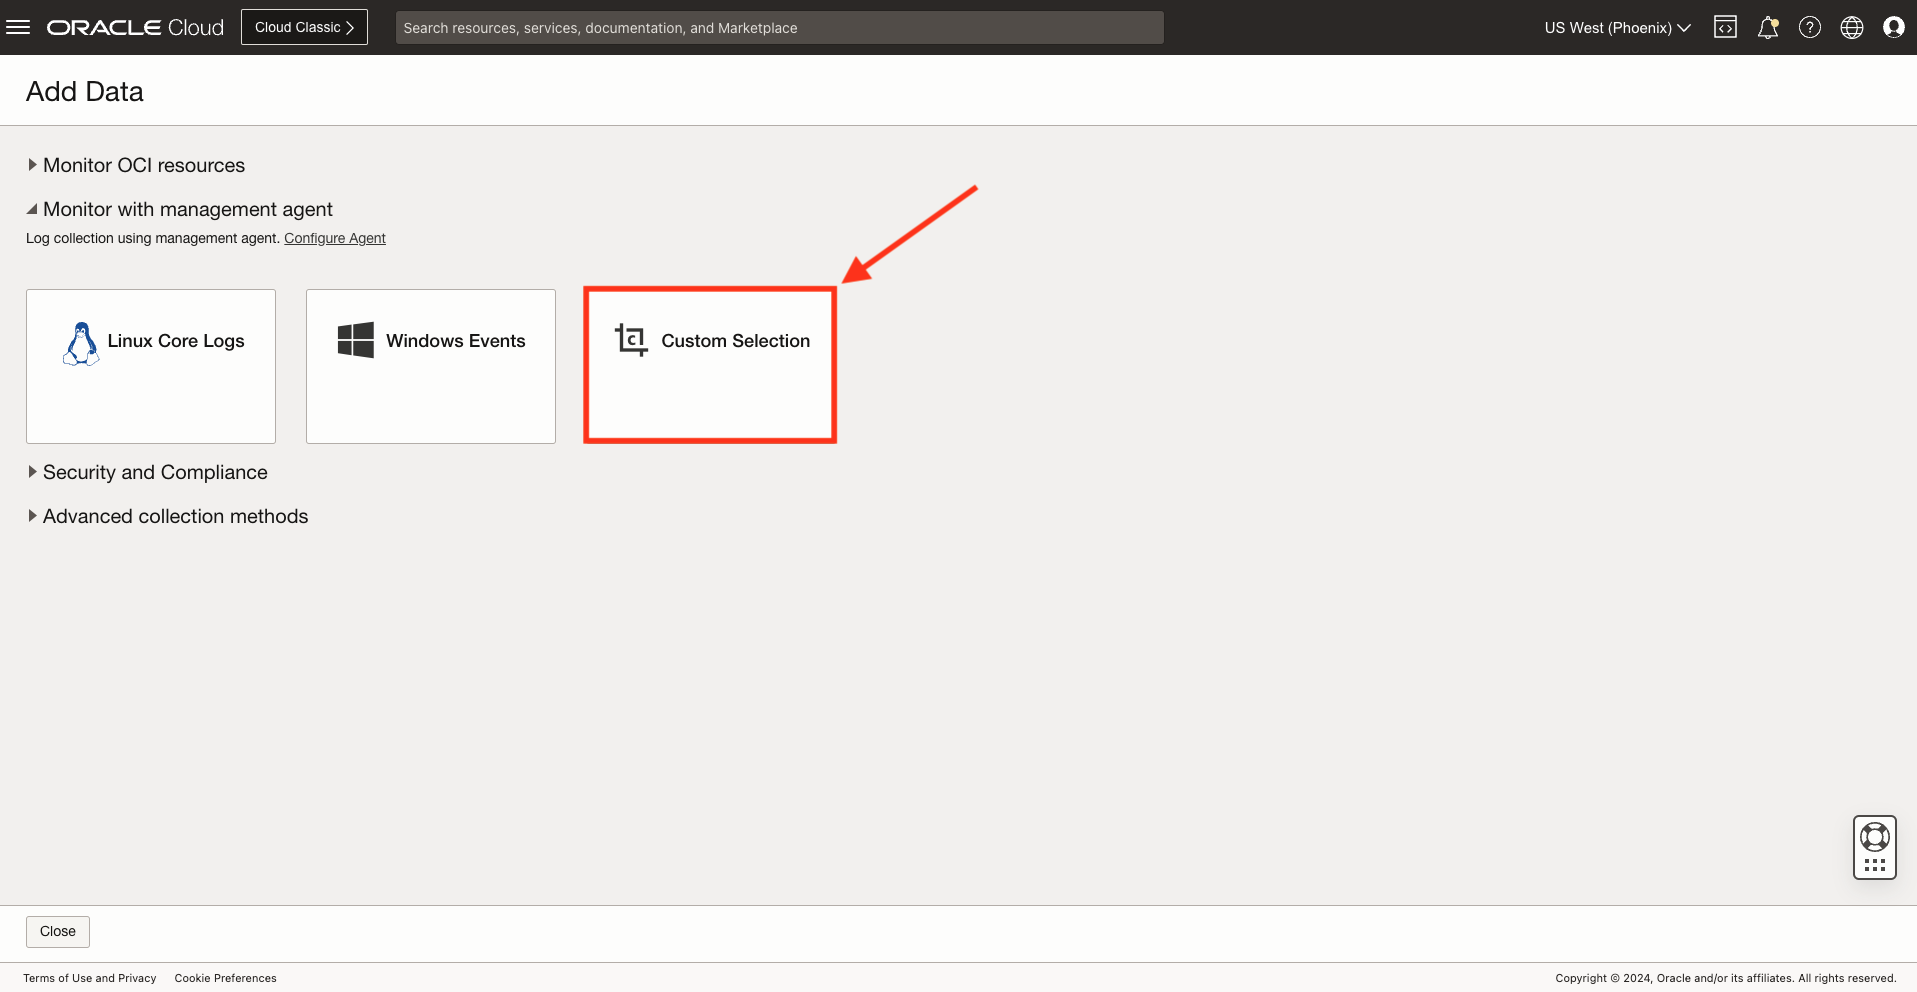 ORACLE Cloud
Cloud Classic
Search resources, services, documentation, and Marketplace
US West (Phoenix)
Add Data
Monitor OCI resources
Monitor with management agent
Log collection using management agent. Configure Agent
Linux Core Logs
Windows Events
Custom Selection
Security and Compliance
Advanced collection methods
Close
Terms of Use and Privacy
Cookie Preferences
Copyright © 2024, Oracle and/or its affiliates. All rights reserved.